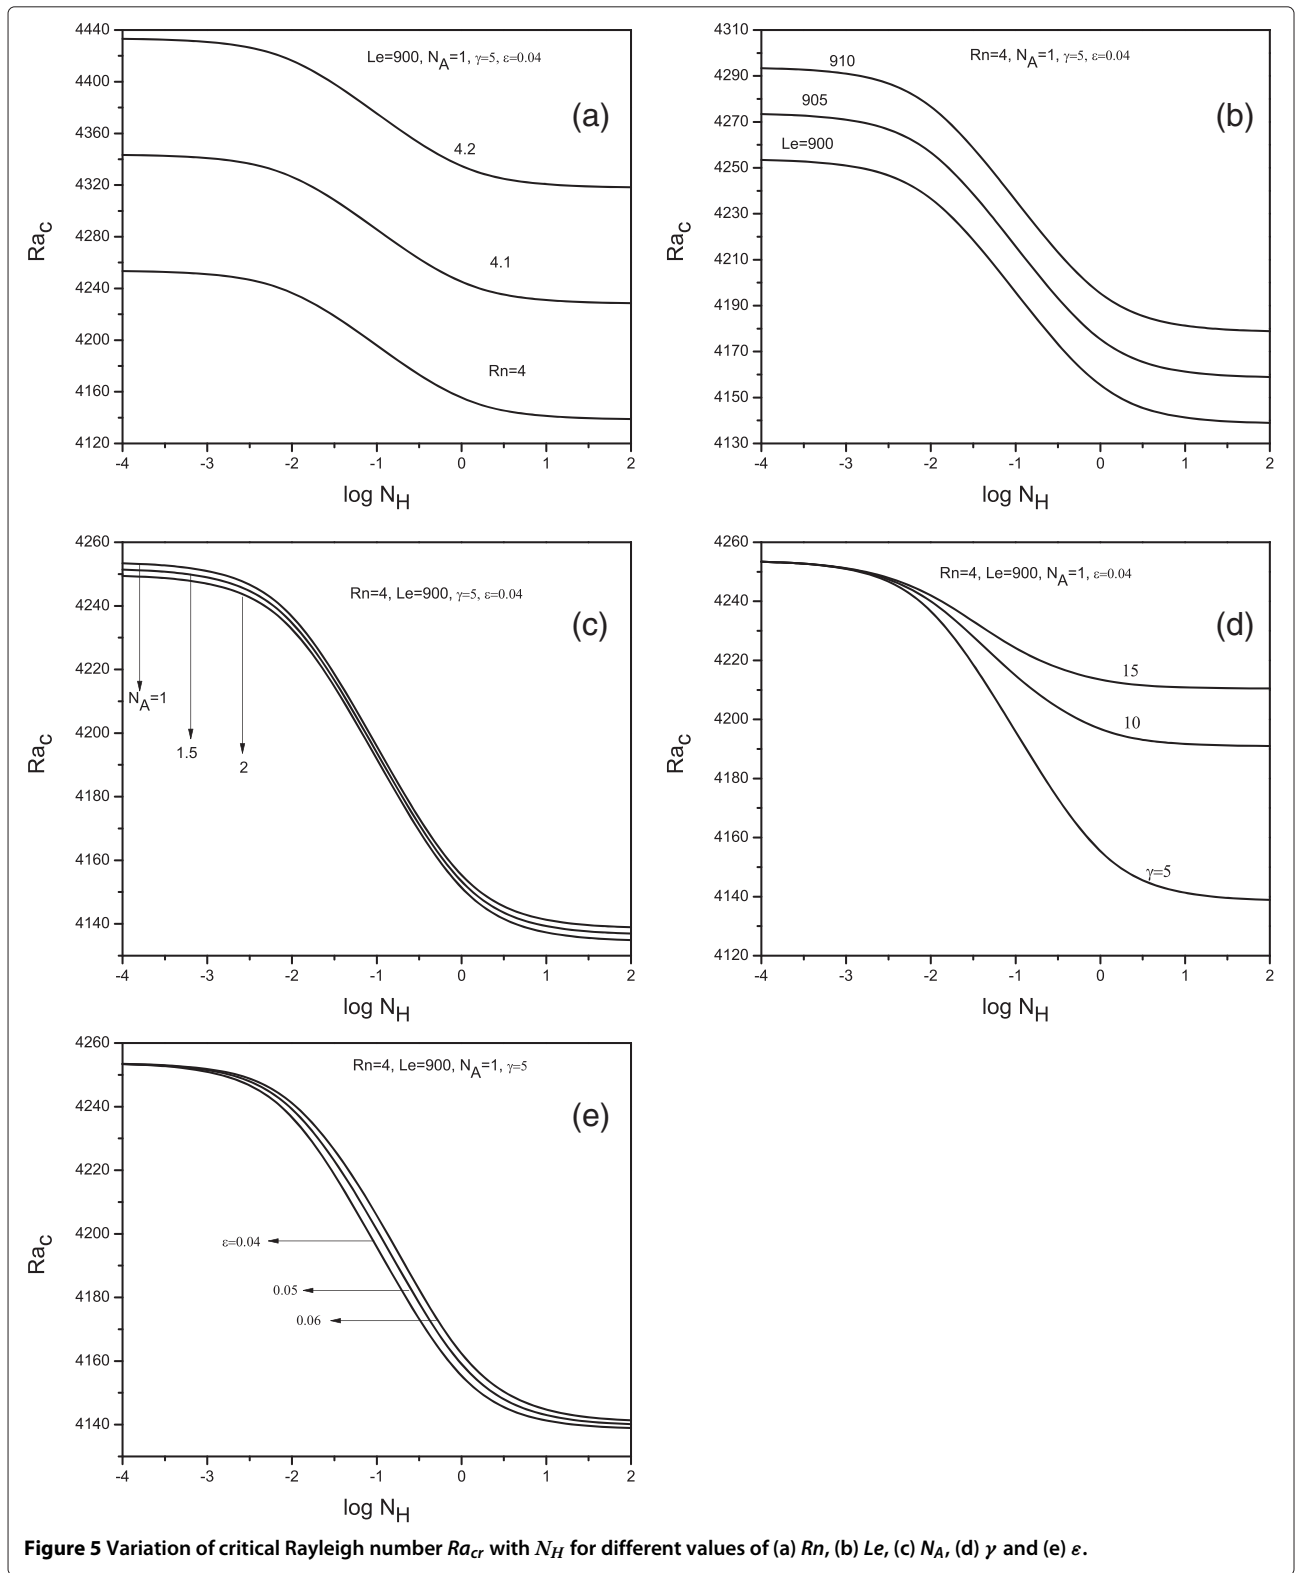 4440
4400
4360
4320
4280
4240
4200
4160
4120
Ra_C
Le=900, N_A=1, γ=5, ε=0.04
(a)
4.2
4.1
Rn=4
-4 -3 -2 -1 0 1 2
log N_H
4310
4290
4270
4250
4230
4210
4190
4170
4150
4130
Ra_C
Rn=4, N_A=1, γ=5, ε=0.04
(b)
910
905
Le=900
-4 -3 -2 -1 0 1 2
log N_H
4260
4240
4220
4200
4180
4160
4140
Ra_C
Rn=4, Le=900, γ=5, ε=0.04
(c)
N_A=1
1.5
2
-4 -3 -2 -1 0 1 2
log N_H
4260
4240
4220
4200
4180
4160
4140
4120
Ra_C
Rn=4, Le=900, N_A=1, ε=0.04
(d)
15
10
γ=5
-4 -3 -2 -1 0 1 2
log N_H
4260
4240
4220
4200
4180
4160
4140
Ra_C
Rn=4, Le=900, N_A=1, γ=5
(e)
ε=0.04
0.05
0.06
-4 -3 -2 -1 0 1 2
log N_H
Figure 5 Variation of critical Rayleigh number Ra_cr with N_H for different values of (a) Rn, (b) Le, (c) N_A, (d) γ and (e) ε.